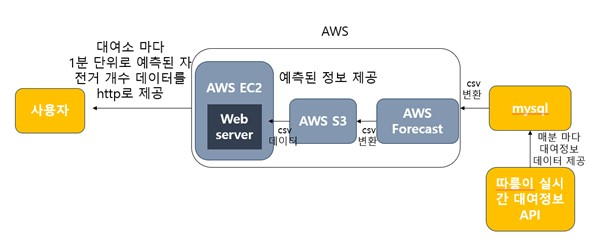 AWS
대여소 마다
1분 단위로 예측된 자
전거 개수 데이터를
http로 제공
사용자
AWS EC2
Web
server
예측된 정보 제공
csv
데이터
AWS S3
csv
변환
AWS
Forecast
csv
변환
mysql
매분 마다
대여정보
데이터 제공
따릉이 실시
간 대여정보
API